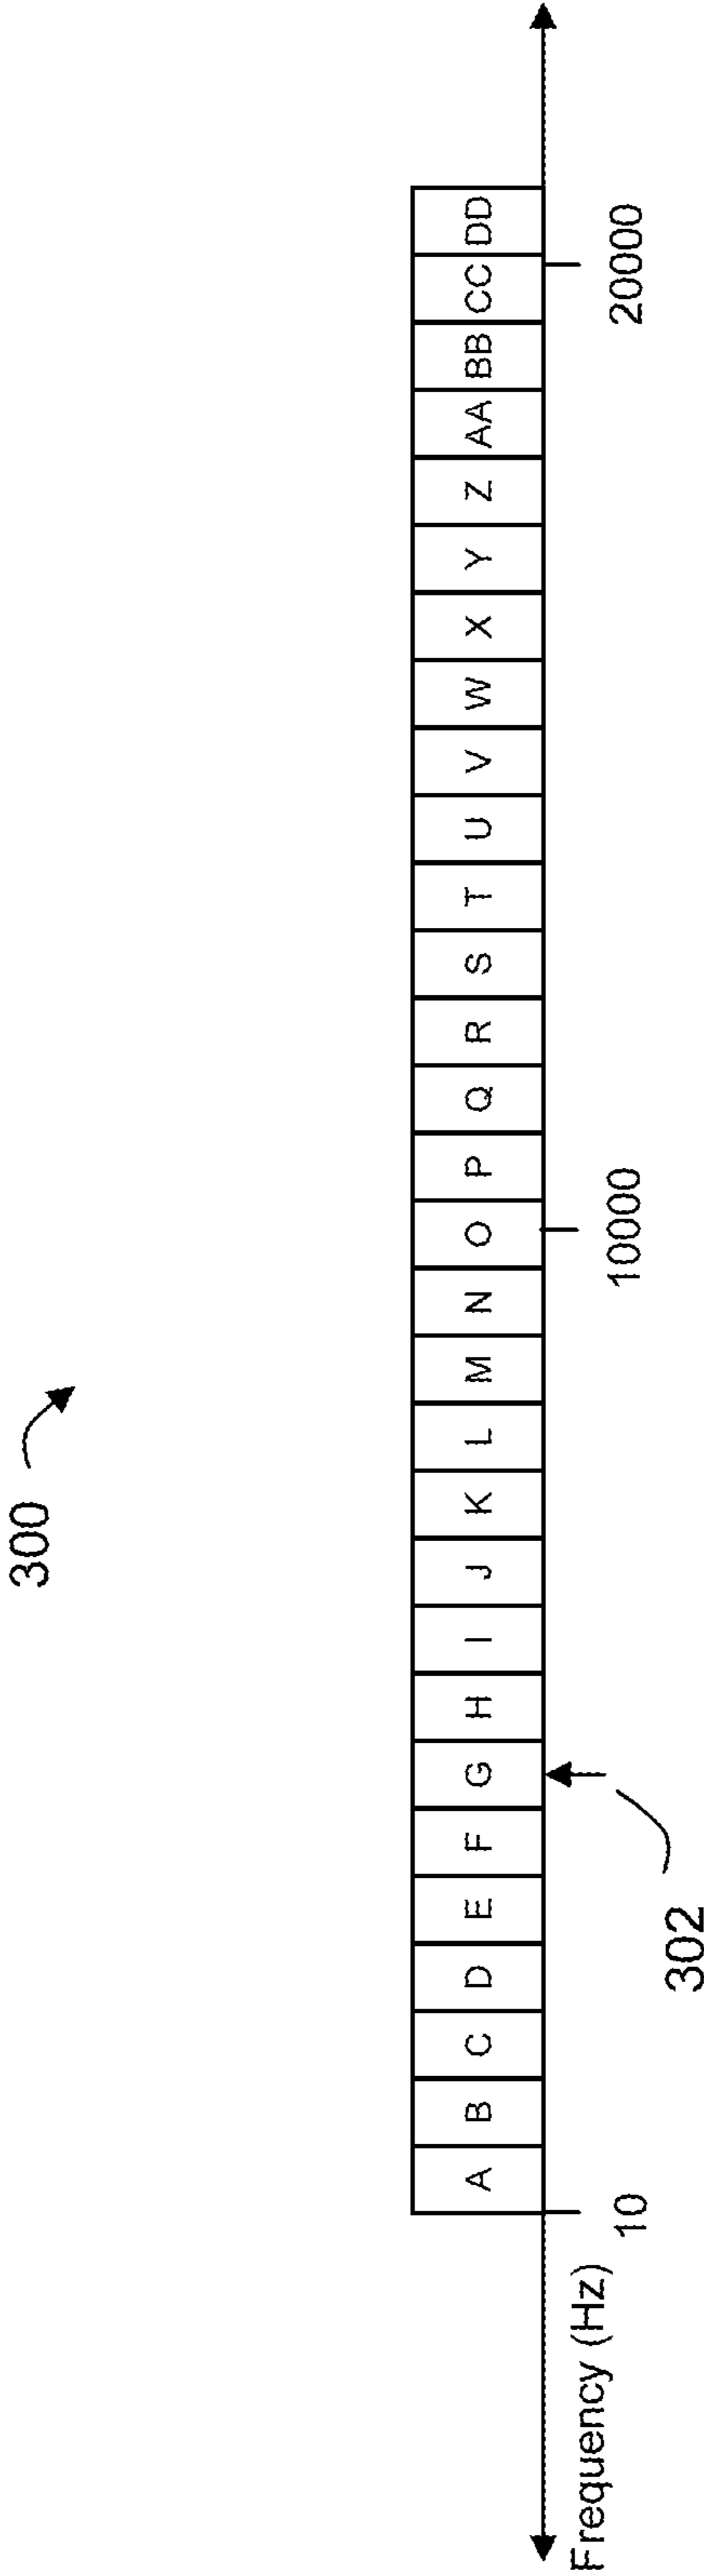 300
A B C D E F G H I J K L M N O P Q R S T U V W X Y Z AA BB CC DD
10 10000 20000
Frequency (Hz)
302